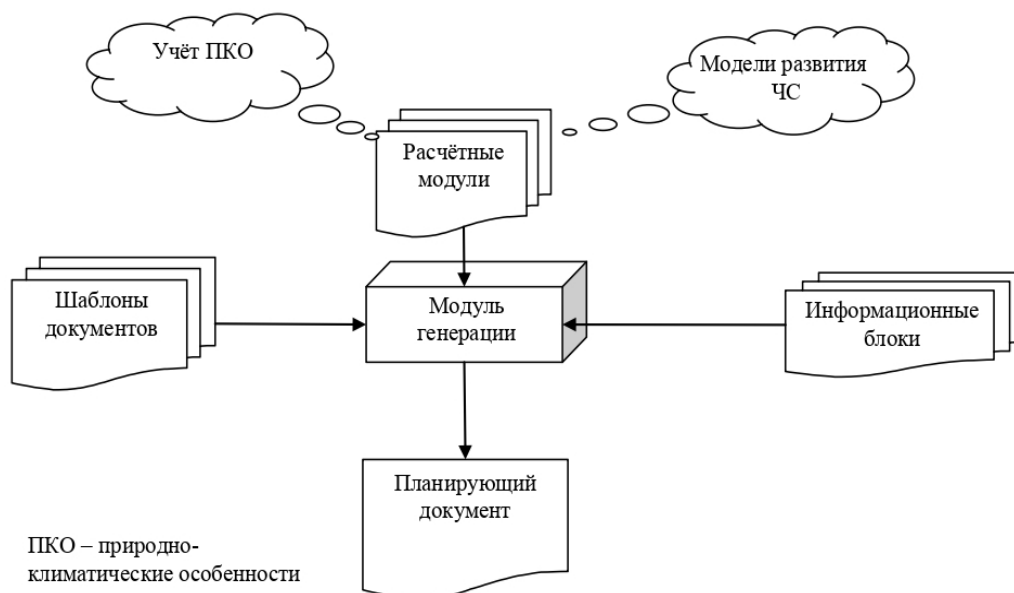 Учёт ПКО
Модели развития
ЧС
Расчётные
модули
Шаблоны
документов
Модуль
генерации
Информационные
блоки
Планирующий
документ
ПКО – природно-
климатические особенности